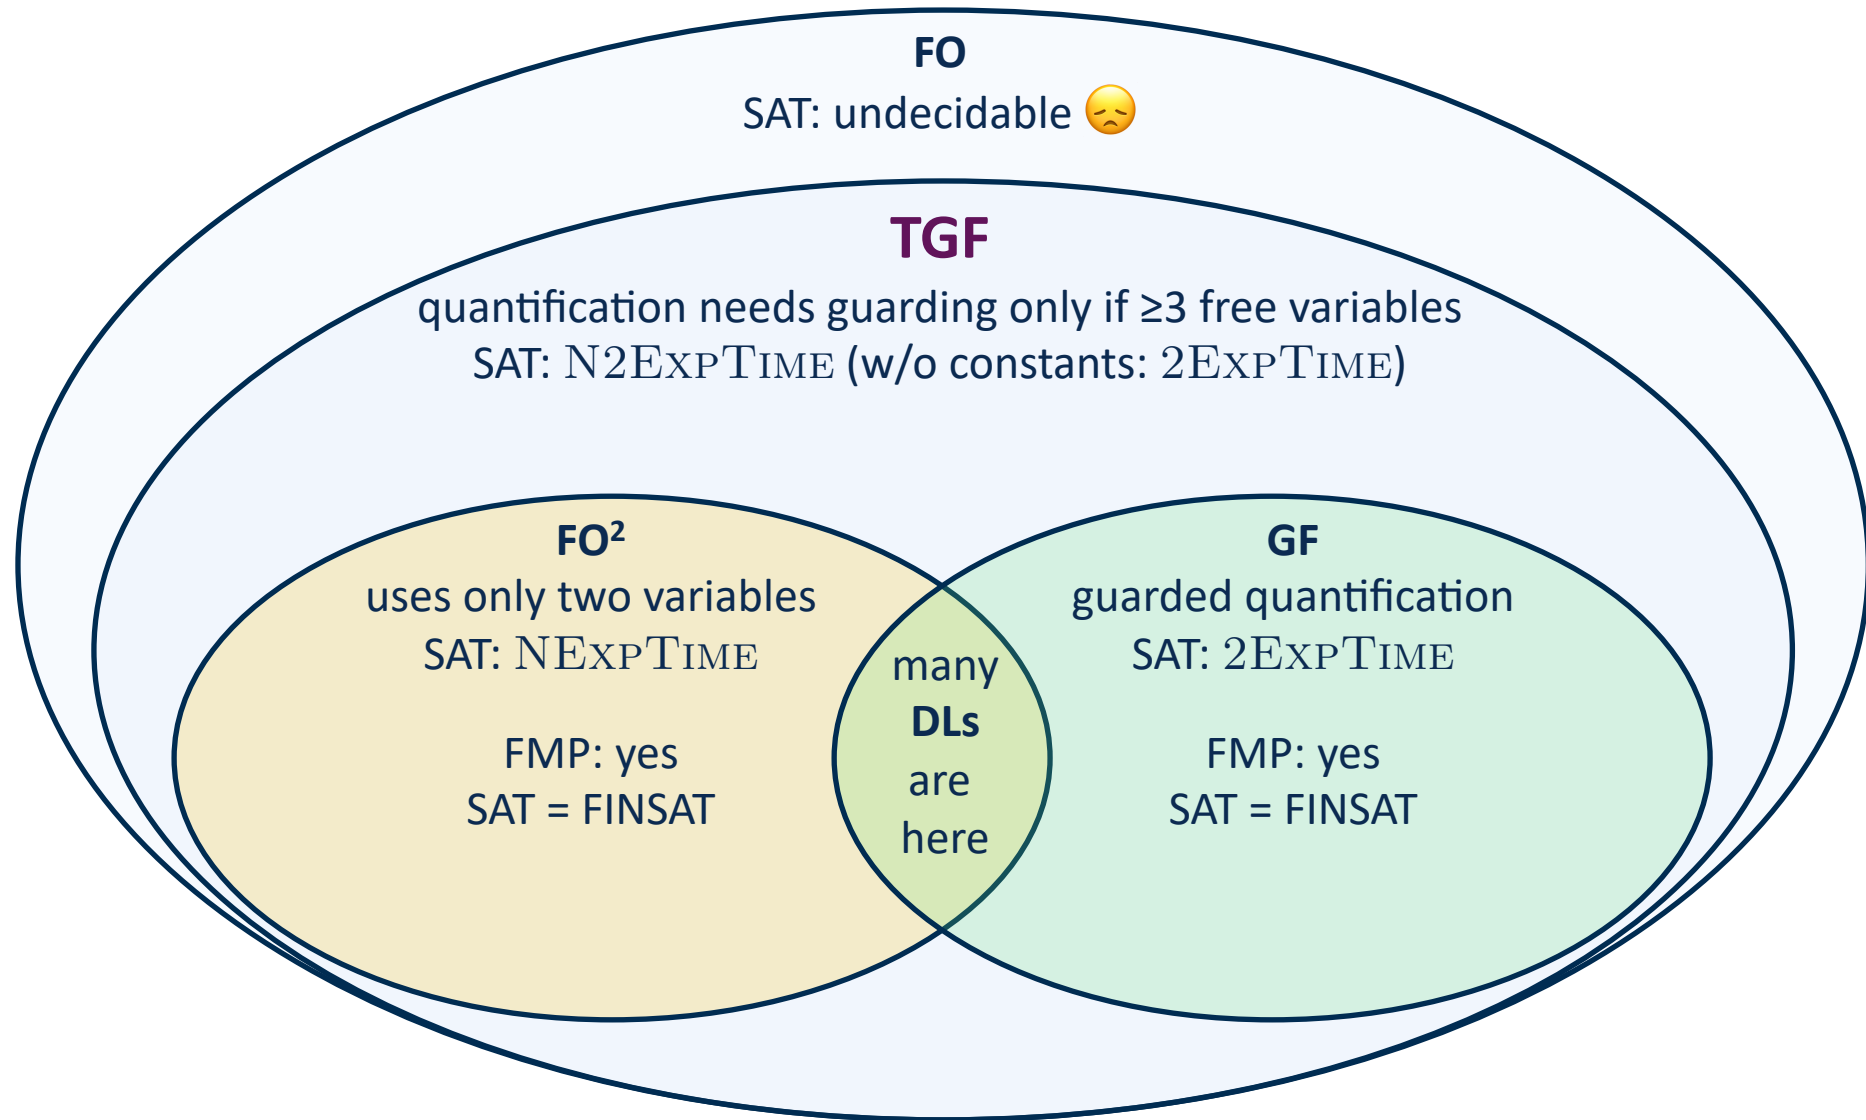 FO
SAT: undecidable 😞
TGF
quantification needs guarding only if ≥3 free variables
SAT: N2ExpTime (w/o constants: 2ExpTime)
FO²
uses only two variables
SAT: NExpTime
FMP: yes
SAT = FINSAT
many
DLs
are
here
GF
guarded quantification
SAT: 2ExpTime
FMP: yes
SAT = FINSAT